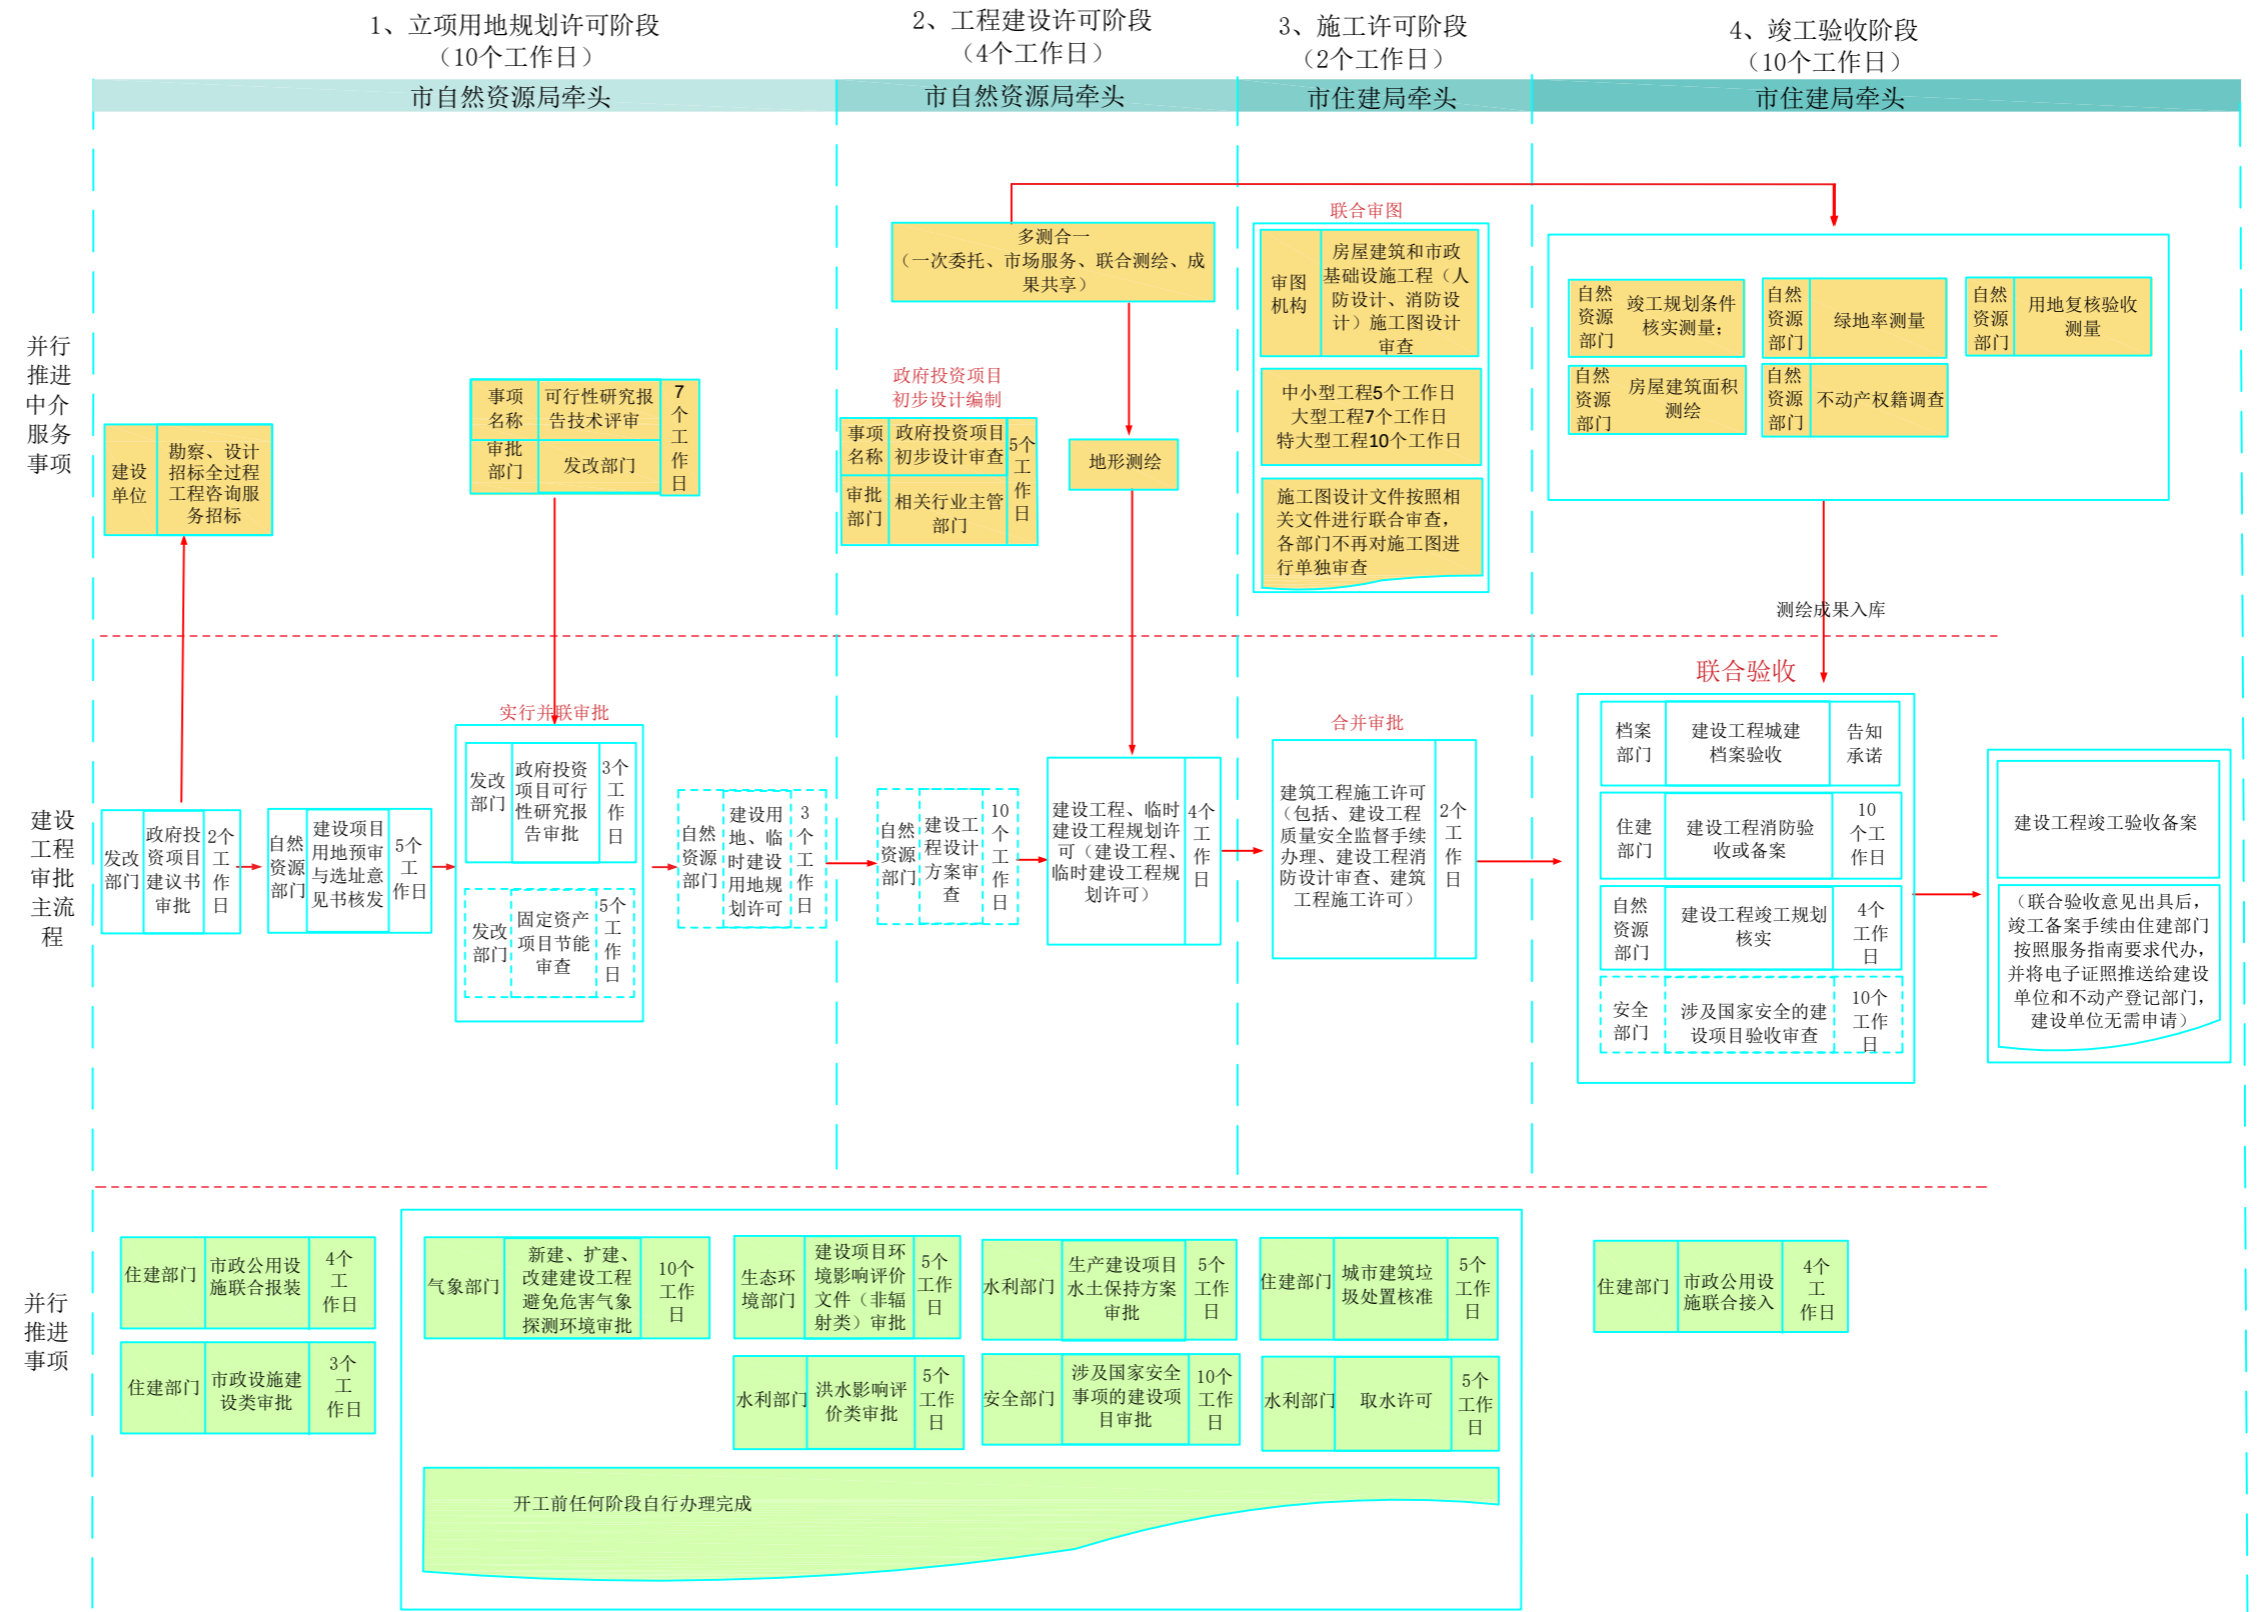 1、立项用地规划许可阶段
（10个工作日）
2、工程建设许可阶段
（4个工作日）
3、施工许可阶段
（2个工作日）
4、竣工验收阶段
（10个工作日）
市自然资源局牵头
市自然资源局牵头
市住建局牵头
市住建局牵头
并行
推进
中介
服务
事项
建设
单位
勘察、设计
招标全过程
工程咨询服
务招标
事项
名称
可行性研究报
告技术评审
审批
部门
发改部门
7
个
工
作
日
多测合一
（一次委托、市场服务、联合测绘、成
果共享）
政府投资项目
初步设计编制
事项
名称
政府投资项目
初步设计审查
审批
部门
相关行业主管
部门
5个
工
作
日
地形测绘
联合审图
审图
机构
房屋建筑和市政
基础设施工程（人
防设计、消防设
计）施工图设计
审查
中小型工程5个工作日
大型工程7个工作日
特大型工程10个工作日
施工图设计文件按照相
关文件进行联合审查，
各部门不再对施工图进
行单独审查
自然
资源
部门
竣工规划条件
核实测量；
自然
资源
部门
绿地率测量
自然
资源
部门
用地复核验收
测量
自然
资源
部门
房屋建筑面积
测绘
自然
资源
部门
不动产权籍调查
测绘成果入库
建设
工程
审批
主流
程
发改
部门
政府投
资项目
建议书
审批
2个
工
作
日
自然
资源
部门
建设项目
用地预审
与选址意
见书核发
5个
工
作日
实行并联审批
发改
部门
政府投资
项目可行
性研究报
告审批
3个
工
作
日
发改
部门
固定资产
项目节能
审查
5个
工
作
日
自然
资源
部门
建设用
地、临
时建设
用地规
划许可
3
个
工
作
日
自然
资源
部门
建设工
程设计
方案审
查
10
个
工
作
日
建设工程、临时
建设工程规划许
可（建设工程、
临时建设工程规
划许可）
4个
工
作
日
合并审批
建筑工程施工许可
（包括、建设工程
质量安全监督手续
办理、建设工程消
防设计审查、建筑
工程施工许可）
2个
工
作
日
联合验收
档案
部门
建设工程城建
档案验收
告知
承诺
住建
部门
建设工程消防验
收或备案
10
个工
作日
自然
资源
部门
建设工程竣工规划
核实
4个
工作
日
安全
部门
涉及国家安全的建
设项目验收审查
10个
工作
日
建设工程竣工验收备案
（联合验收意见出具后，
竣工备案手续由住建部门
按照服务指南要求代办，
并将电子证照推送给建设
单位和不动产登记部门，
建设单位无需申请）
并行
推进
事项
住建部门
市政公用设
施联合报装
4个
工
作日
住建部门
市政设施建
设类审批
3个
工
作日
气象部门
新建、扩建、
改建建设工程
避免危害气象
探测环境审批
10个
工作
日
生态环
境部门
建设项目环
境影响评价
文件（非辐
射类）审批
5个
工作
日
水利部门
生产建设项目
水土保持方案
审批
5个
工作
日
住建部门
城市建筑垃
圾处置核准
5个
工作
日
水利部门
洪水影响评
价类审批
5个
工作
日
安全部门
涉及国家安全
事项的建设项
目审批
10个
工作
日
水利部门
取水许可
5个
工作
日
开工前任何阶段自行办理完成
住建部门
市政公用设
施联合接入
4个
工
作日